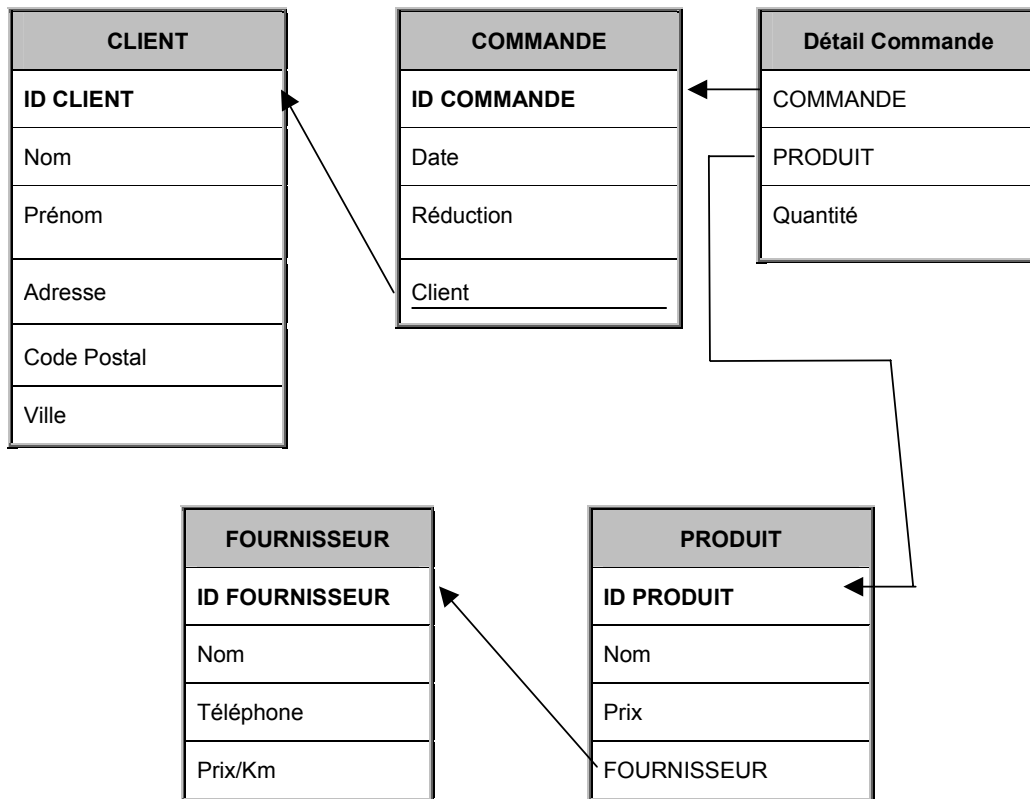 CLIENT
ID CLIENT
Nom
Prénom
Adresse
Code Postal
Ville
COMMANDE
ID COMMANDE
Date
Réduction
Client
Détail Commande
COMMANDE
PRODUIT
Quantité
FOURNISSEUR
ID FOURNISSEUR
Nom
Téléphone
Prix/Km
PRODUIT
ID PRODUIT
Nom
Prix
FOURNISSEUR